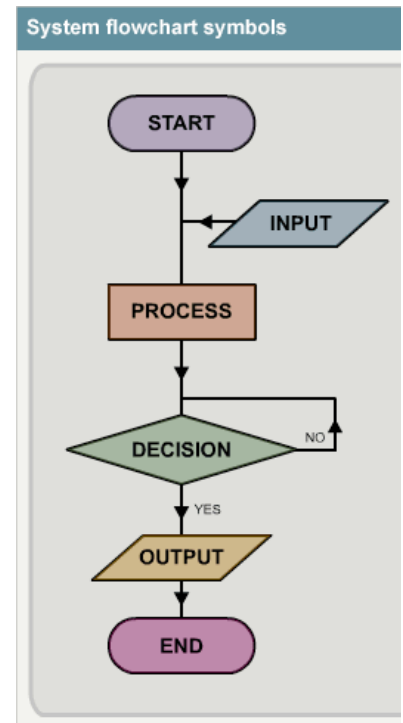 System flowchart symbols
START
INPUT
PROCESS
DECISION
NO
YES
OUTPUT
END